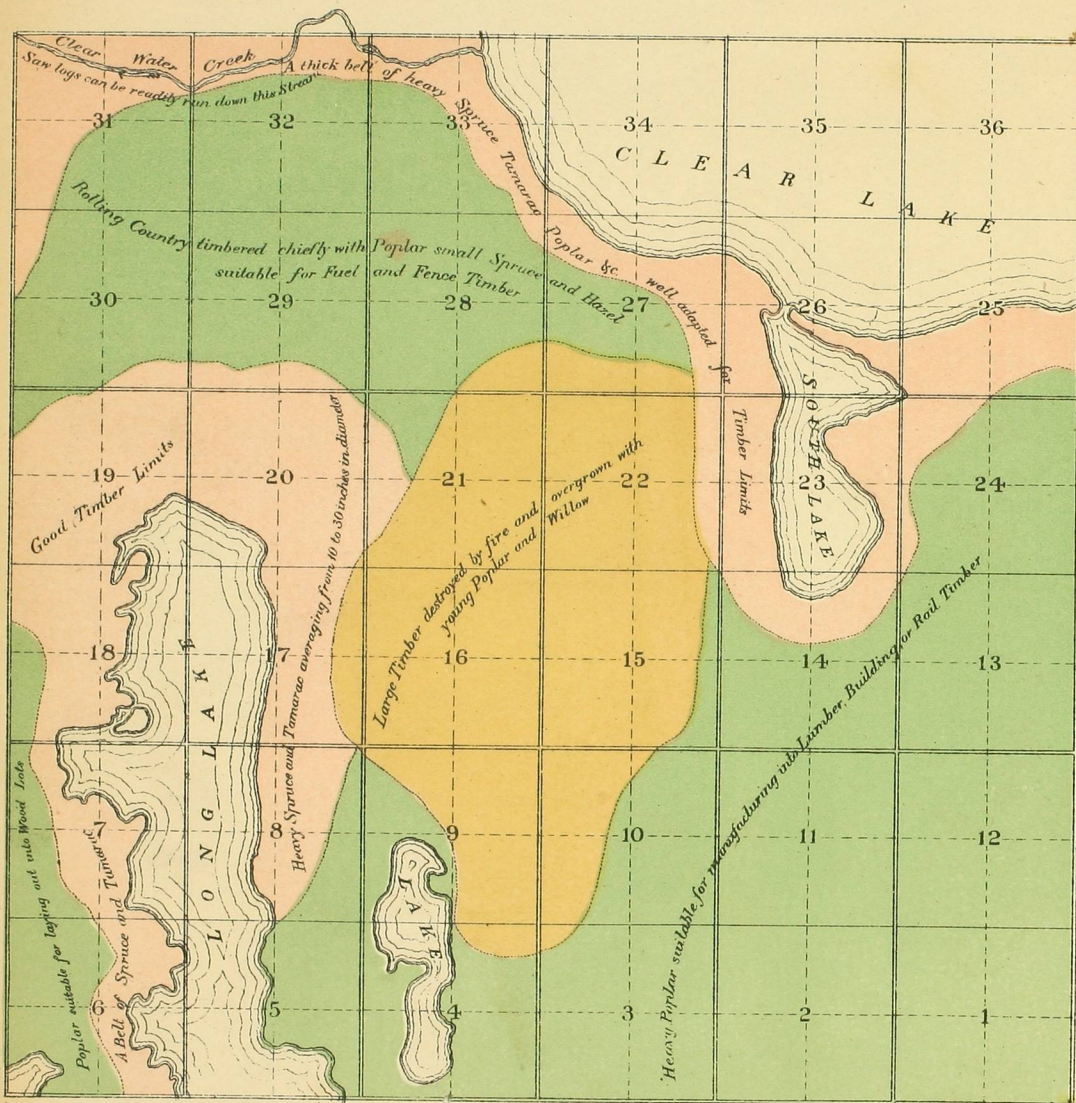 Clear Water Creek
Saw logs can be readily run down this Stream
A thick belt of heavy Spruce Tamarac Poplar &c. well adapted for Timber Limits
31 32 33 34 35 36
CLEAR LAKE
Rolling Country timbered chiefly with Poplar small Spruce and Hazel
suitable for Fuel and Fence Timber
30 29 28 27 26 25
SOUTH LAKE
Good Timber Limits
19 20 21 22 23 24
Heavy Spruce and Tamarac averaging from 10 to 30 inches in diameter
Large Timber destroyed by fire and overgrown with
young Poplar and Willow
18 17 16 15 14 13
LONG LAKE
Heavy Poplar suitable for manufacturing into Lumber, Building or Rail Timber
7 8 9 10 11 12
Poplar suitable for laying out into Wood Lots
A Belt of Spruce and Tamarac
LAKE
6 5 4 3 2 1